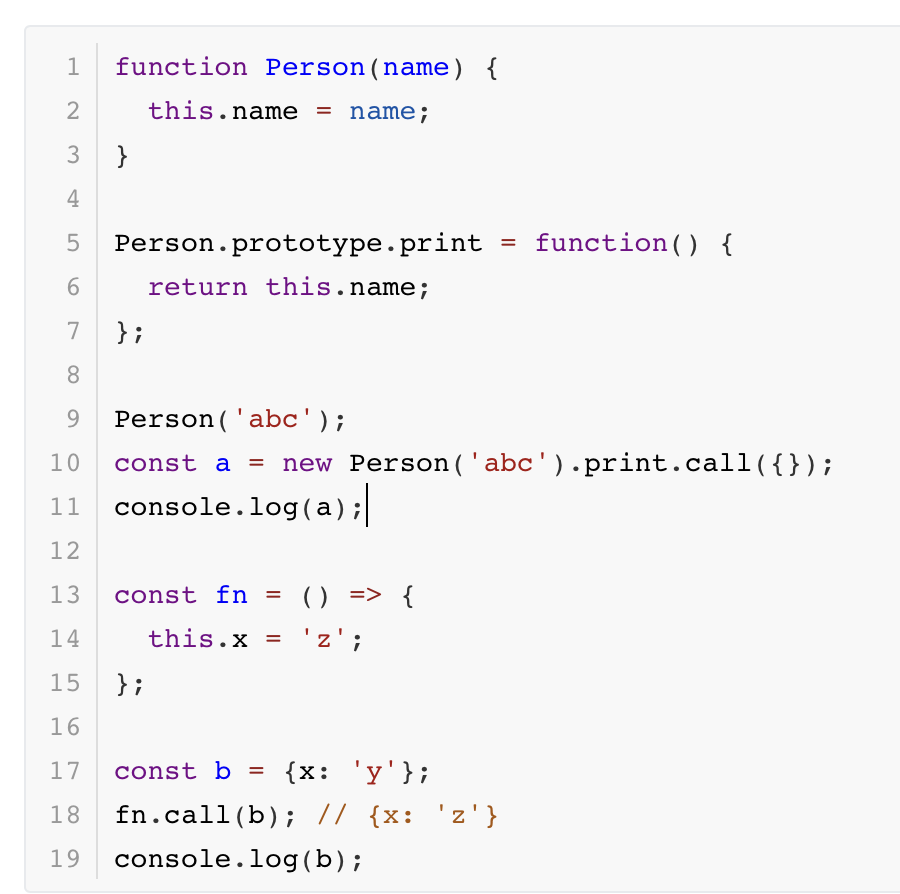 1 function Person(name) {
2   this.name = name;
3 }
4
5 Person.prototype.print = function() {
6   return this.name;
7 };
8
9 Person('abc');
10 const a = new Person('abc').print.call({});
11 console.log(a);
12
13 const fn = () => {
14   this.x = 'z';
15 };
16
17 const b = {x: 'y'};
18 fn.call(b); // {x: 'z'}
19 console.log(b);